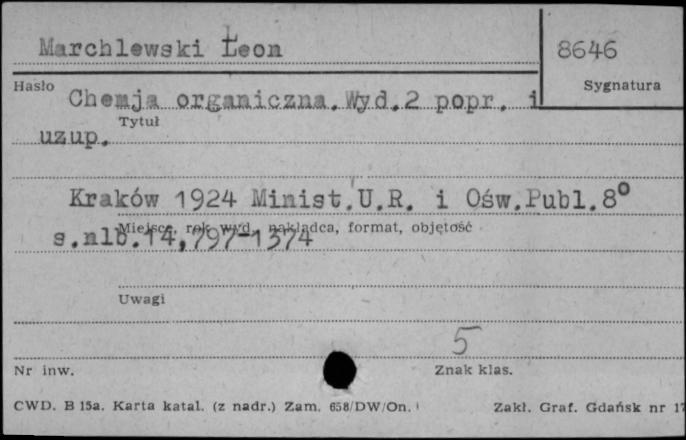 Marchlewski Leon
8646
Hasło
Sygnatura
Chemja organiczna.Wyd.2 popr. i
Tytuł
uzup.
Kraków 1924 Minist.U.R. i Ośw.Publ.8°
Miejsce, rok wyd. nakładca, format, objętość
s.nlb.14,797-1374
Uwagi
5
Nr inw.
Znak klas.
CWD. B 15a. Karta katal. (z nadr.) Zam. 658/DW/On.
Zakł. Graf. Gdańsk nr 17